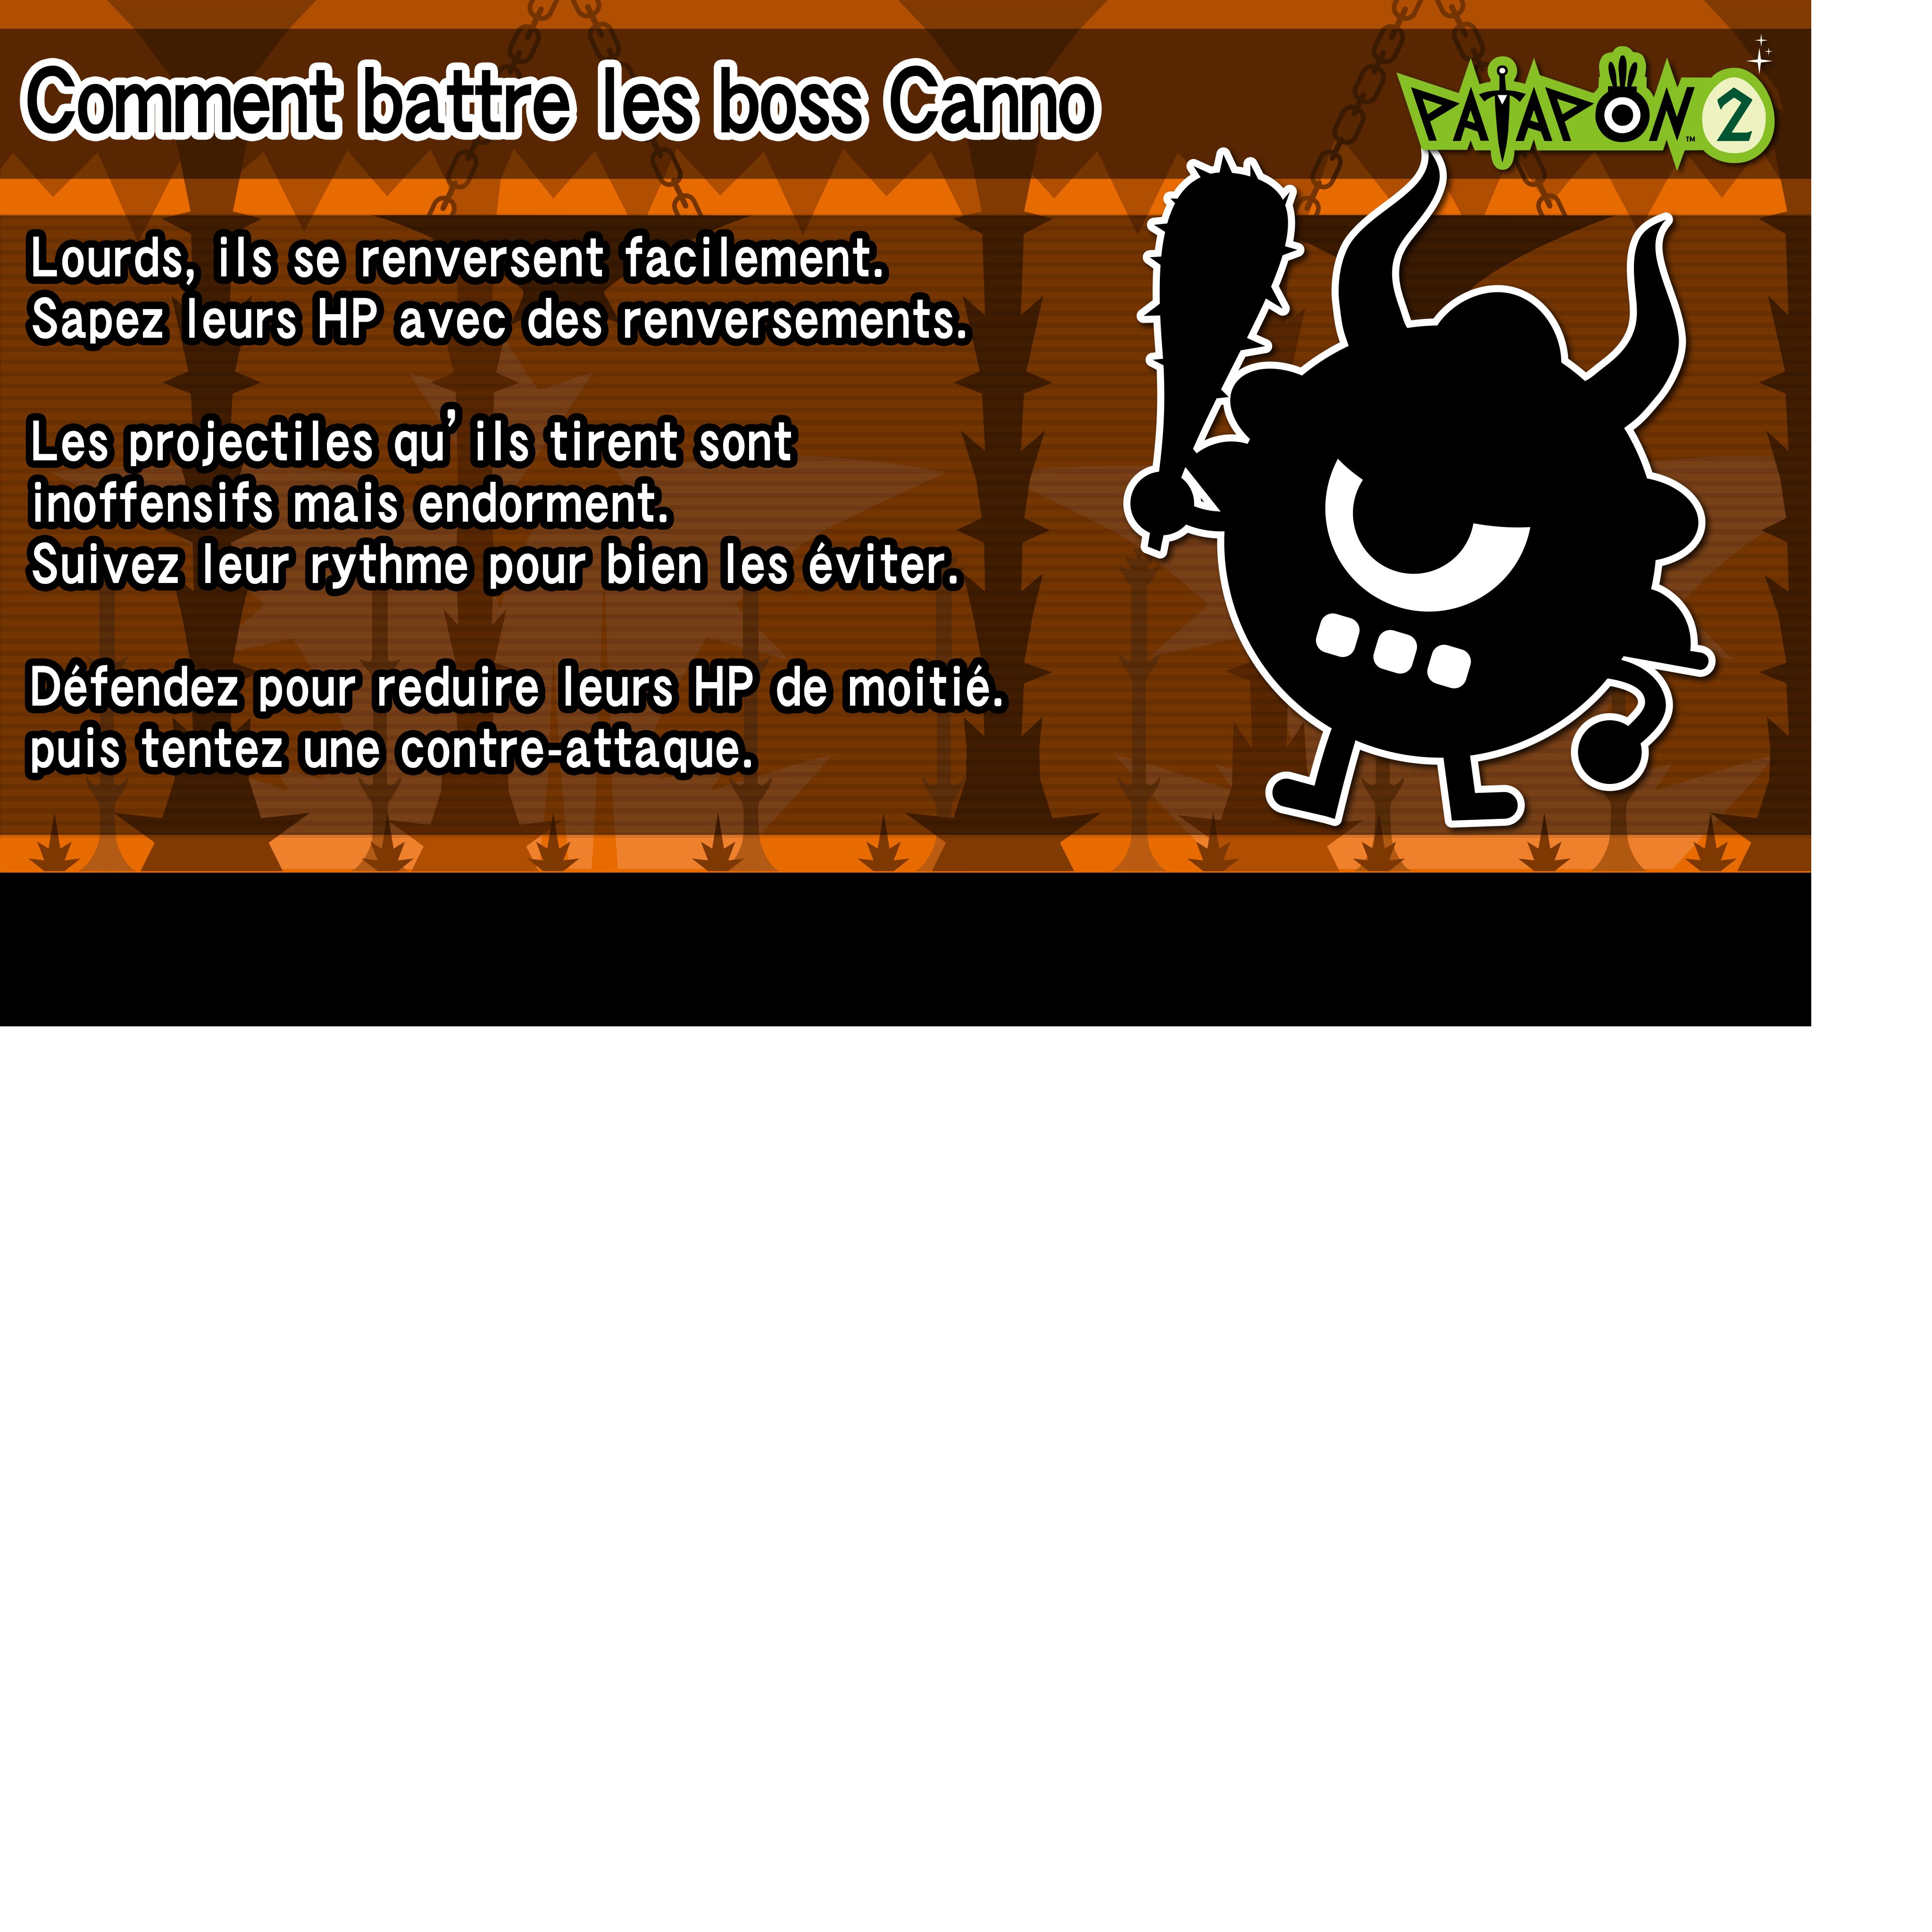 Comment battre les boss Canno
PATAPON™ 2
Lourds, ils se renversent facilement.
Sapez leurs HP avec des renversements.
Les projectiles qu'ils tirent sont
inoffensifs mais endorment.
Suivez leur rythme pour bien les éviter.
Défendez pour reduire leurs HP de moitié.
puis tentez une contre-attaque.